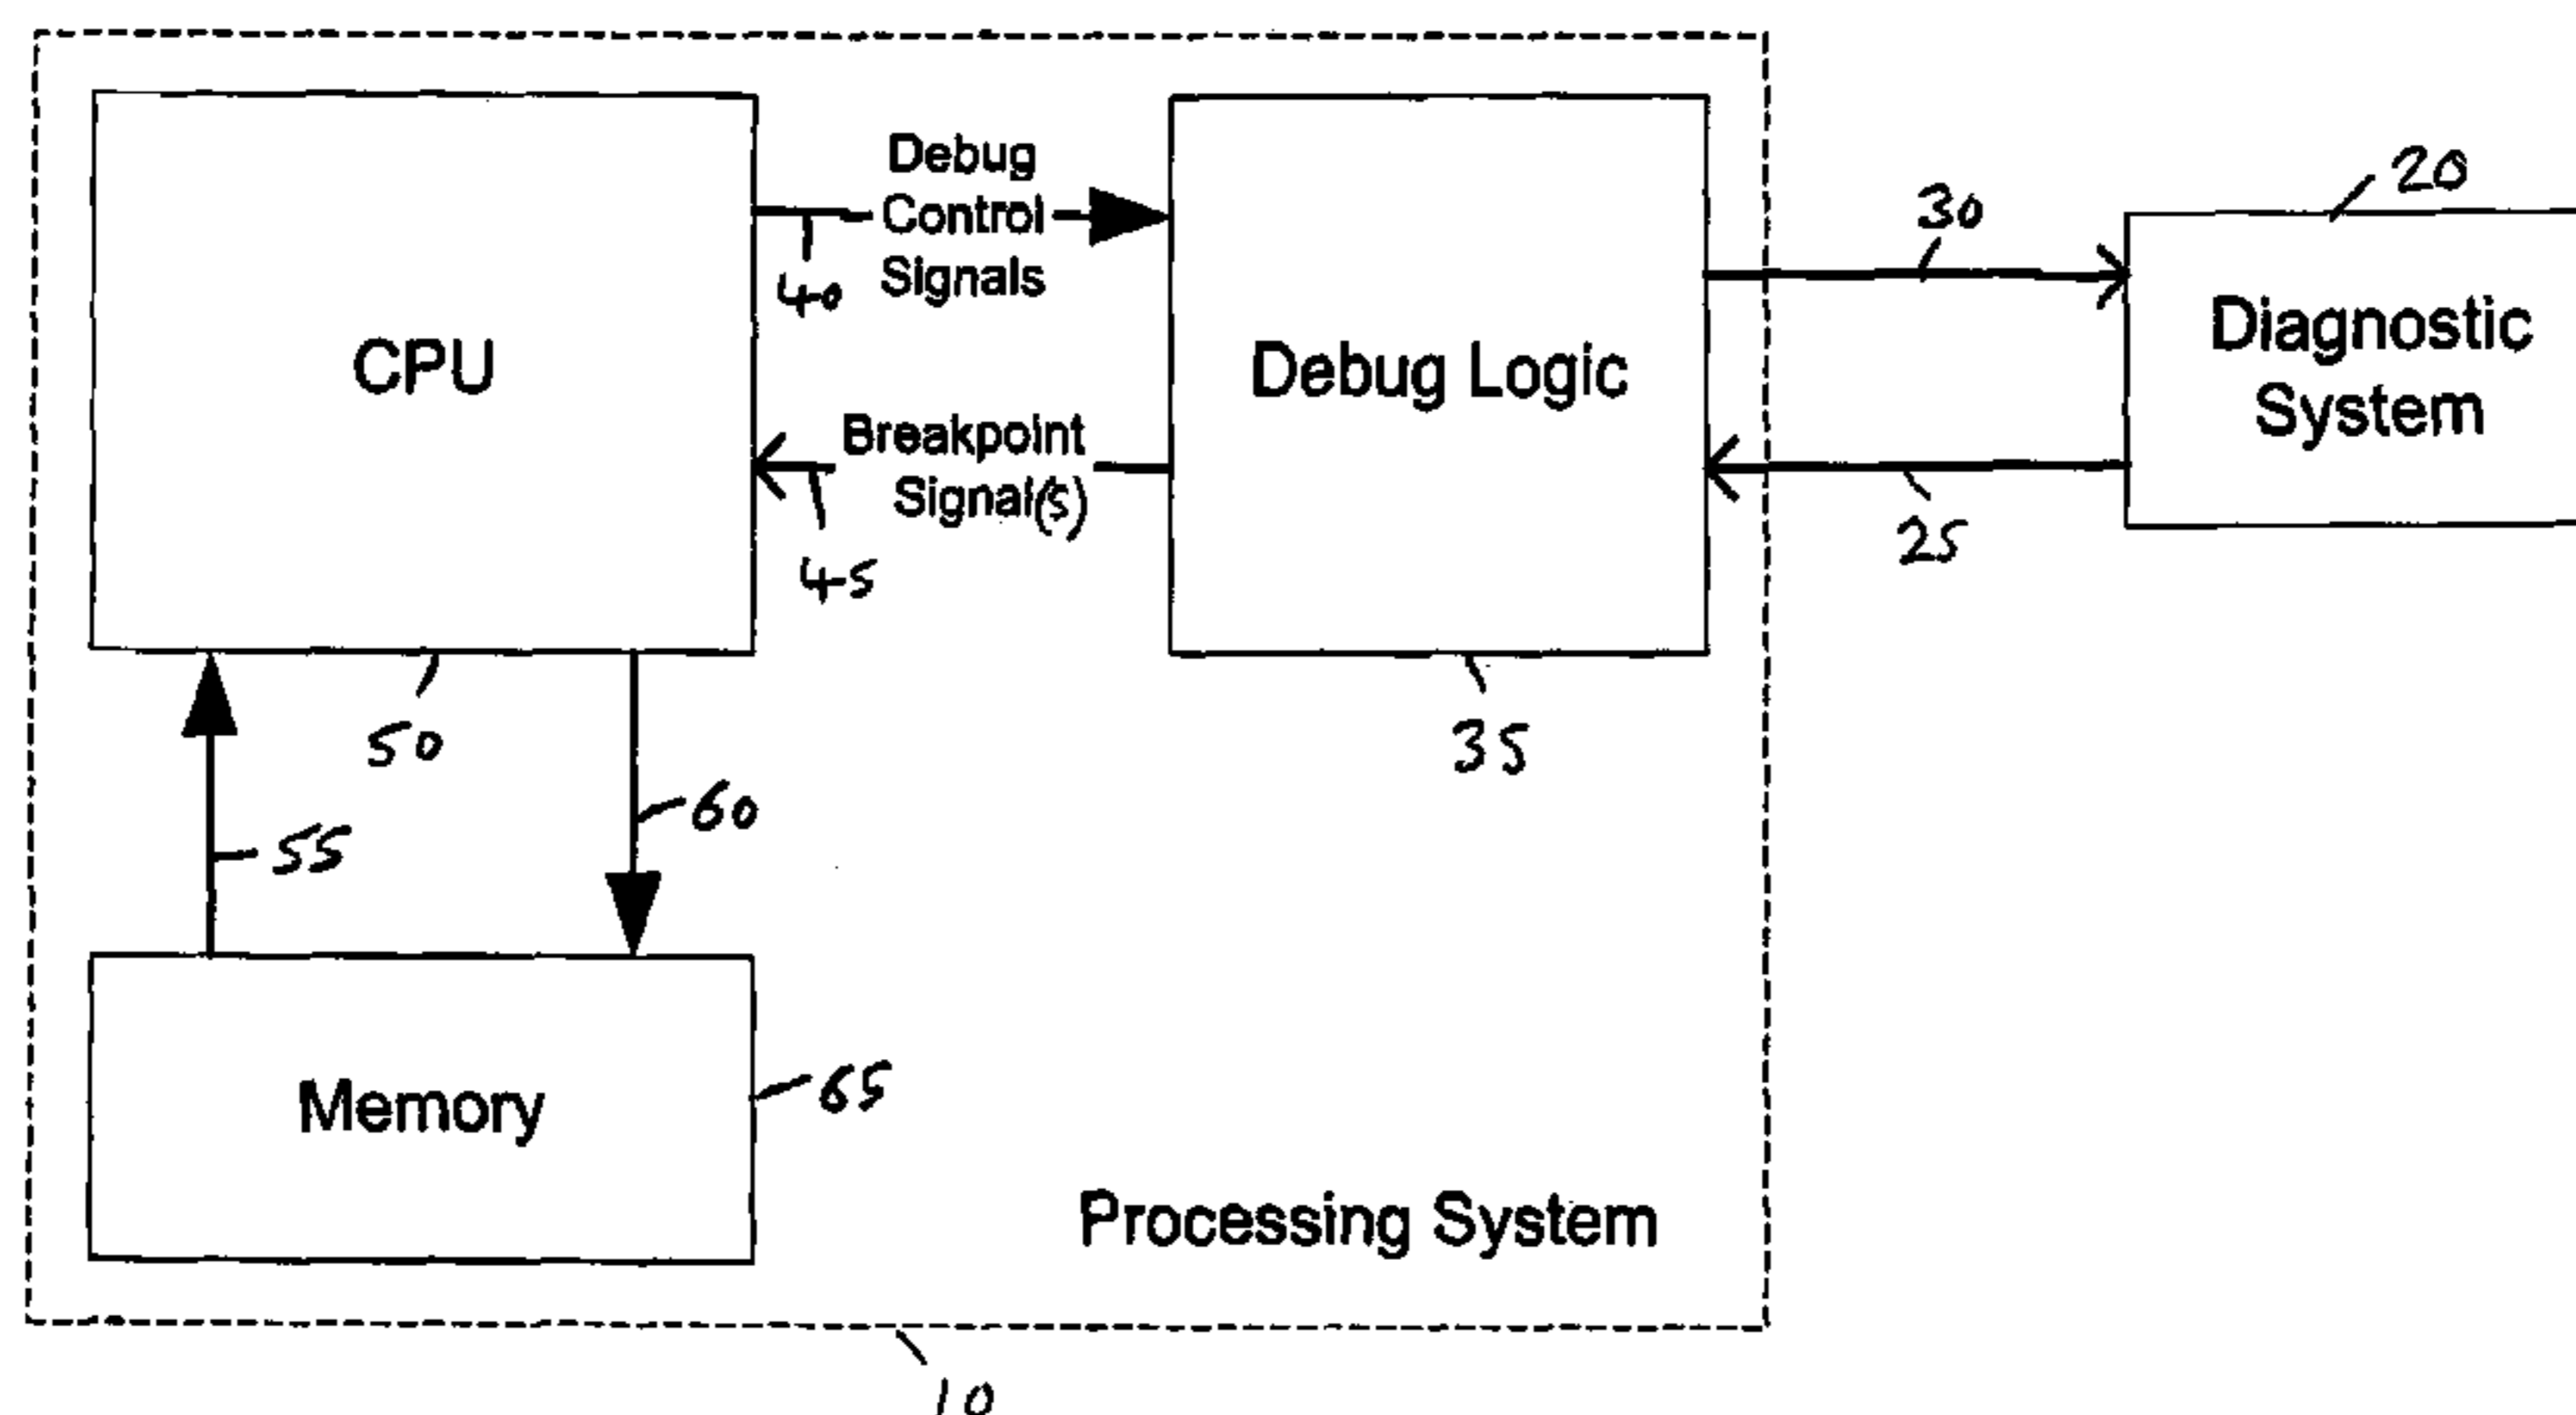 Debug
Control
Signals
40
CPU
Breakpoint
Signal(s)
45
Debug Logic
30
20
Diagnostic
System
25
50
35
60
55
Memory
65
Processing System
10